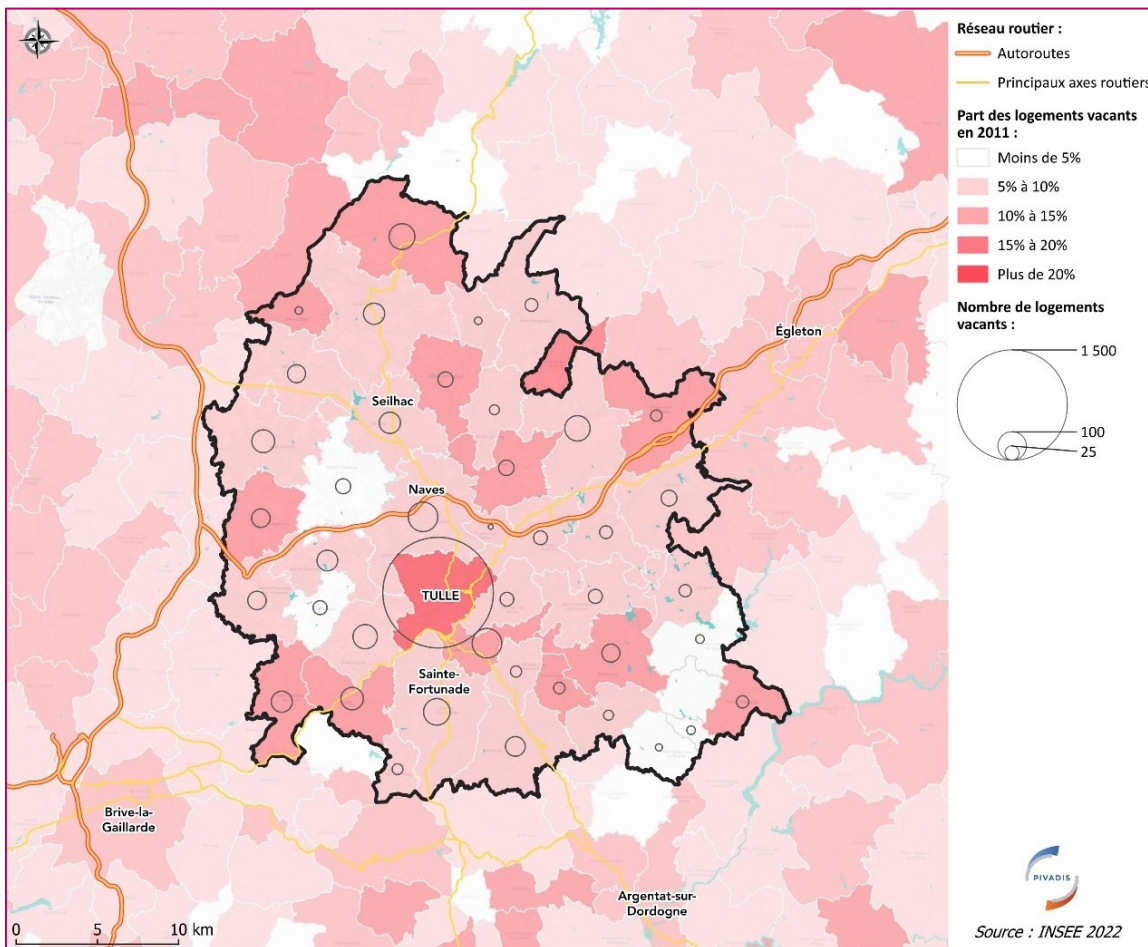 Réseau routier :
Autoroutes
Principaux axes routiers
Part des logements vacants
en 2011 :
Moins de 5%
5% à 10%
10% à 15%
15% à 20%
Plus de 20%
Nombre de logements
vacants :
1 500
100
25
Égleton
Seilhac
Naves
TULLE
Sainte-
Fortunade
Brive-la-
Gaillarde
Argentat-sur-
Dordogne
0 5 10 km
PIVADIS
Source : INSEE 2022